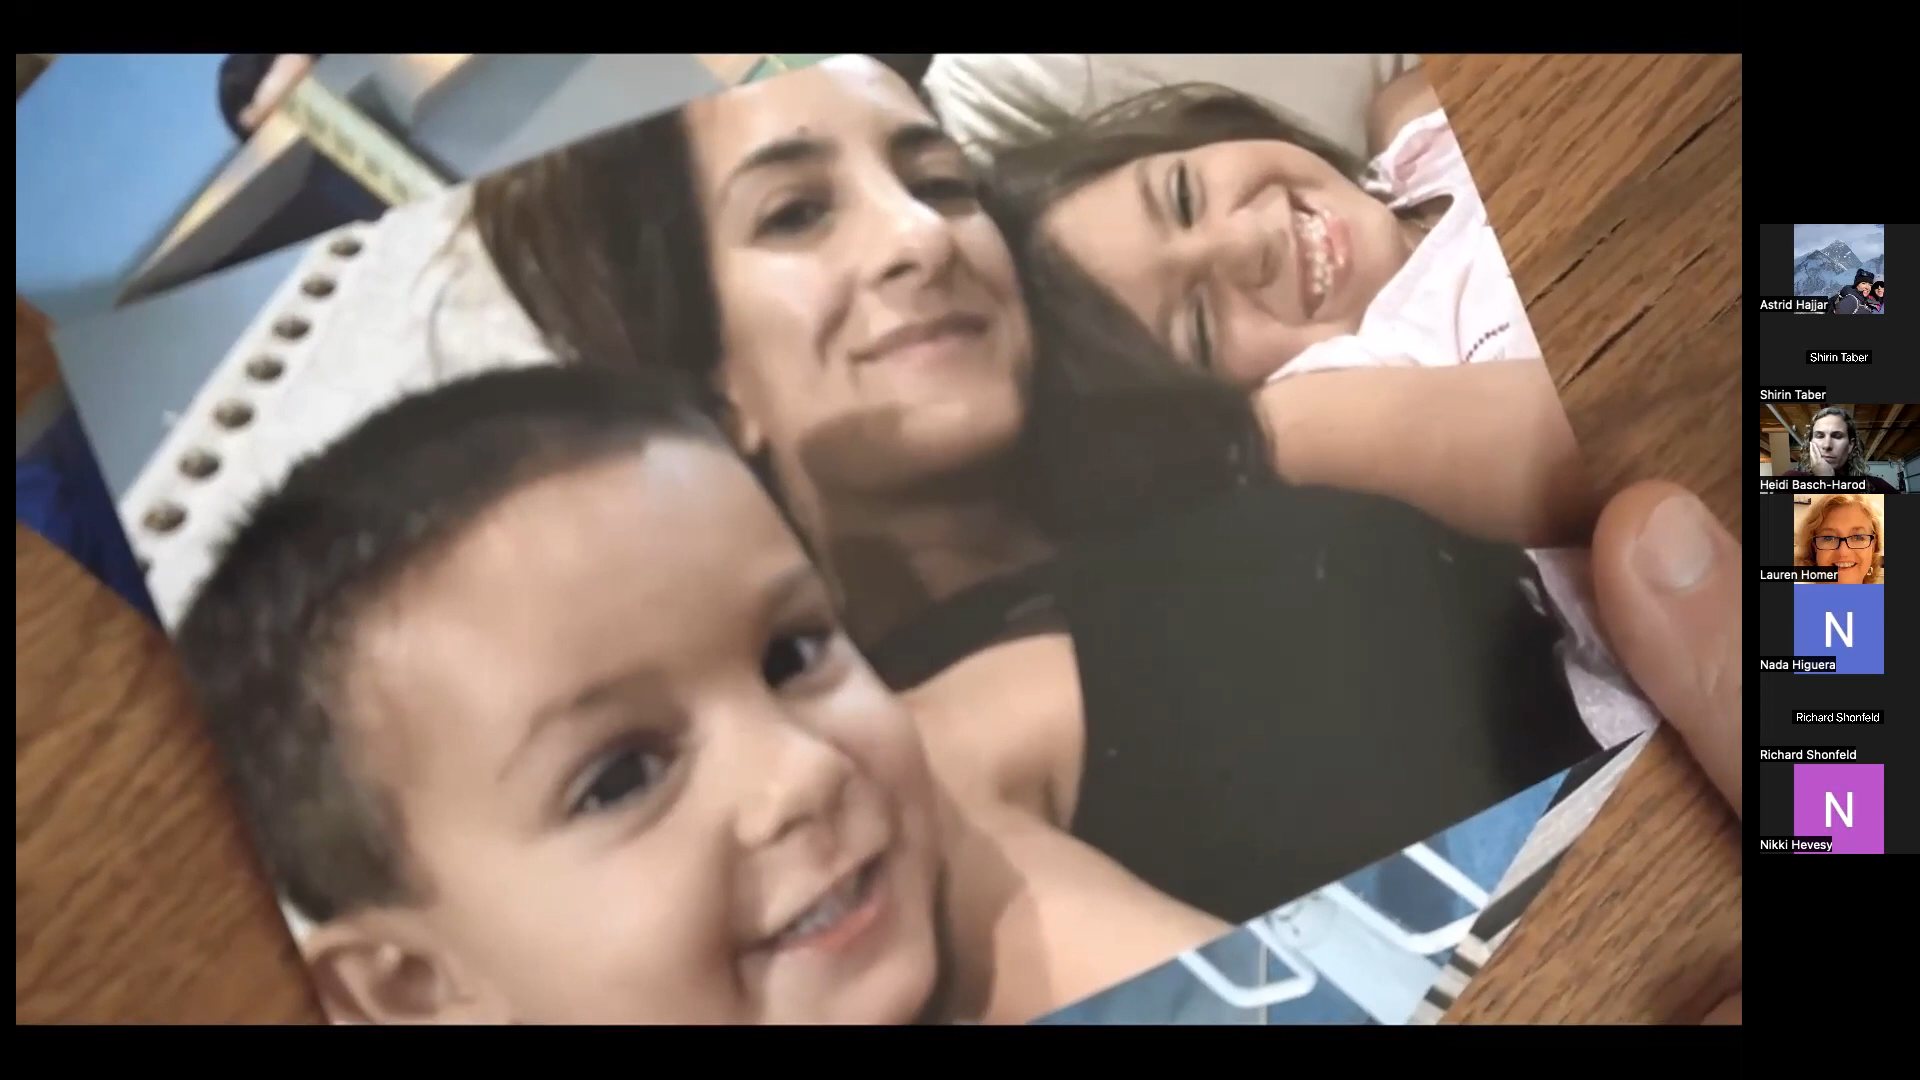 Astrid Hajjar
Shirin Taber
Shirin Taber
Heidi Basch-Harod
Lauren Homer
N
Nada Higuera
Richard Shonfeld
Richard Shonfeld
N
Nikki Hevesy